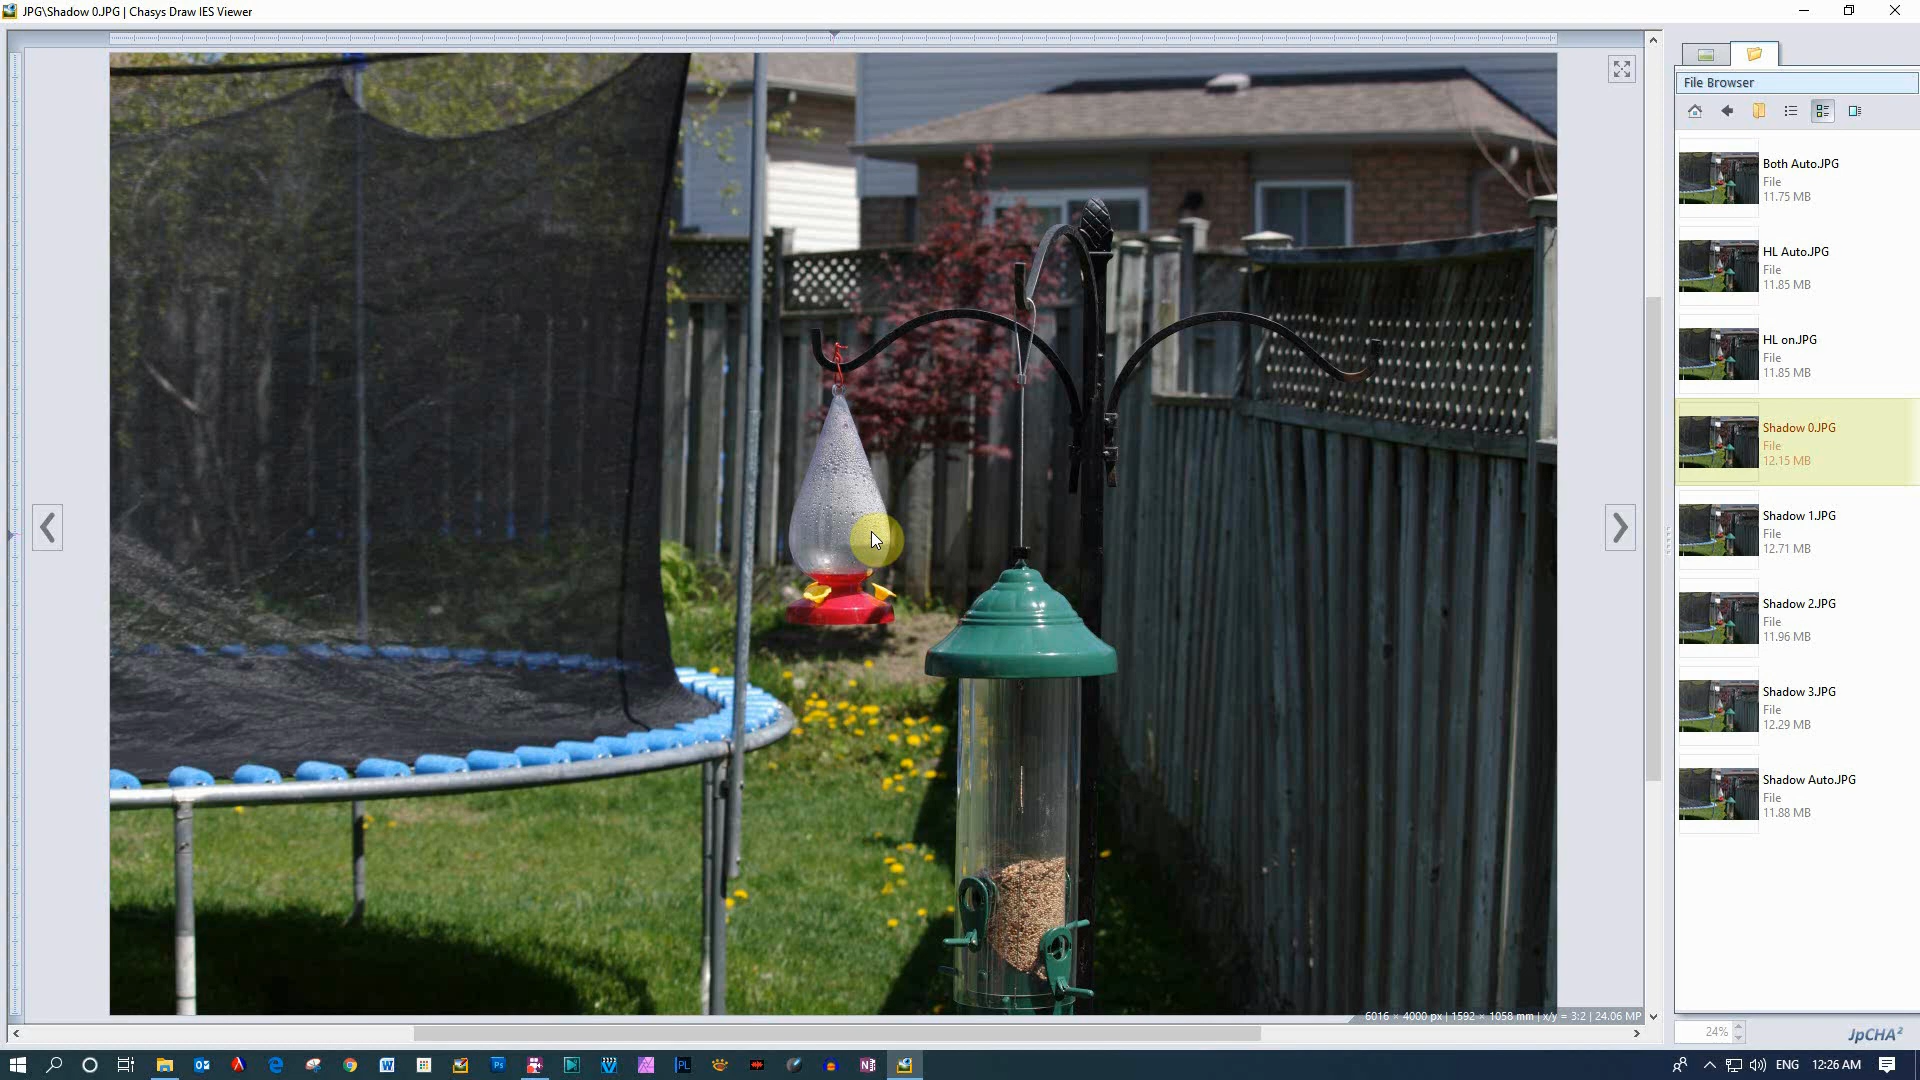 JPG\Shadow 0.JPG | Chasys Draw IES Viewer
File Browser
Both Auto.JPG
File
11.75 MB
HL Auto.JPG
File
11.85 MB
HL on.JPG
File
11.85 MB
Shadow 0.JPG
File
12.15 MB
Shadow 1.JPG
File
12.71 MB
Shadow 2.JPG
File
11.96 MB
Shadow 3.JPG
File
12.29 MB
Shadow Auto.JPG
File
11.88 MB
6016 × 4000 px | 1592 × 1058 mm | x/y = 3:2 | 24.06 MP
24%
JpCHA²
W
Ps
PL
N
ENG
12:26 AM